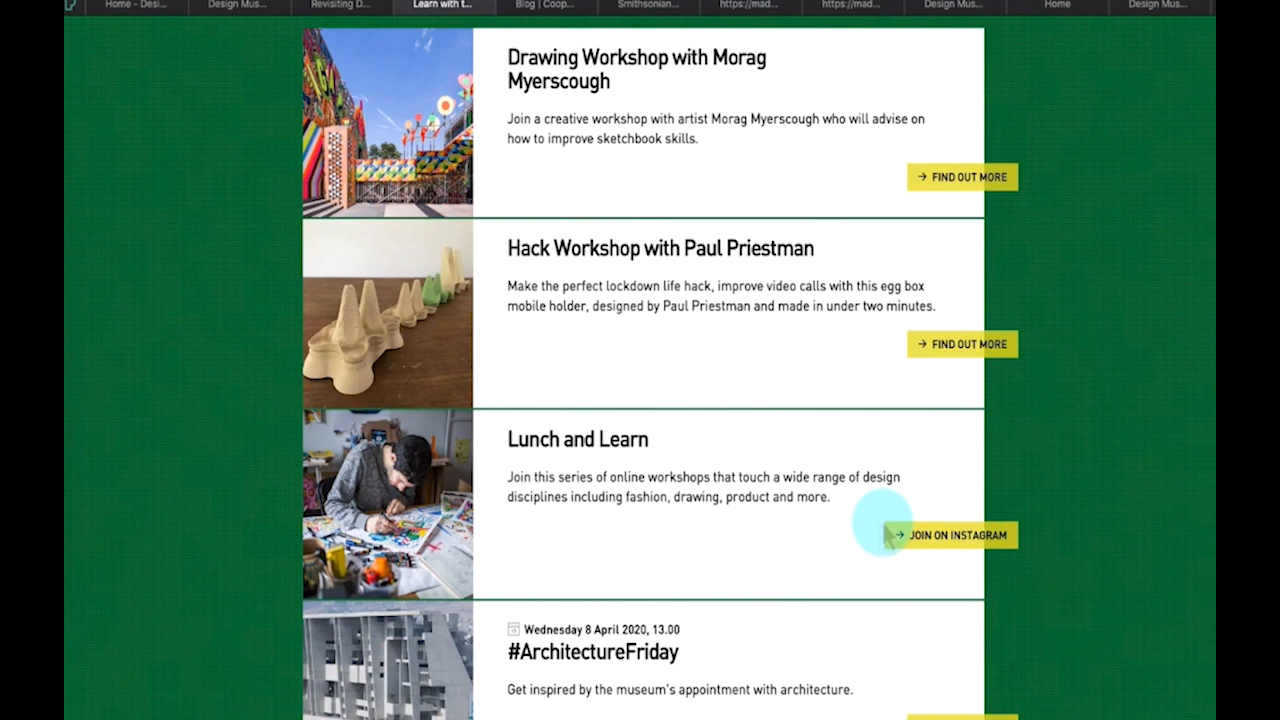 Home - Desi...
Design Mus...
Revisiting D...
Learn with t...
Blog | Coop...
Smithsonian...
https://mad...
https://mad...
Design Mus...
Home
Design Mus...
Drawing Workshop with Morag
Myerscough
Join a creative workshop with artist Morag Myerscough who will advise on
how to improve sketchbook skills.
→ FIND OUT MORE
Hack Workshop with Paul Priestman
Make the perfect lockdown life hack, improve video calls with this egg box
mobile holder, designed by Paul Priestman and made in under two minutes.
→ FIND OUT MORE
Lunch and Learn
Join this series of online workshops that touch a wide range of design
disciplines including fashion, drawing, product and more.
→ JOIN ON INSTAGRAM
Wednesday 8 April 2020, 13.00
#ArchitectureFriday
Get inspired by the museum's appointment with architecture.